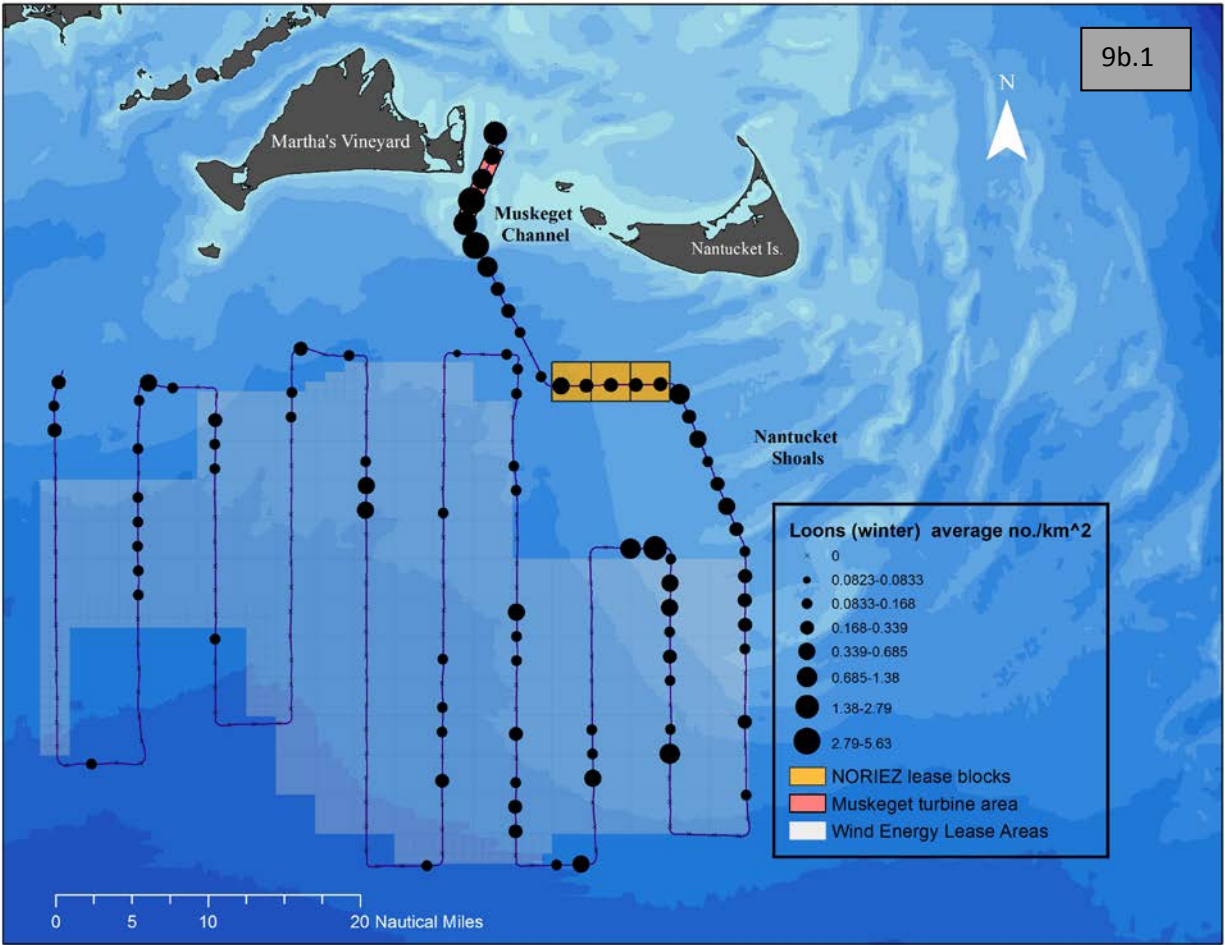 9b.1
N
Martha's Vineyard
Muskeget
Channel
Nantucket Is.
Nantucket
Shoals
Loons (winter) average no./km^2
0
0.0823-0.0833
0.0833-0.168
0.168-0.339
0.339-0.685
0.685-1.38
1.38-2.79
2.79-5.63
NORIEZ lease blocks
Muskeget turbine area
Wind Energy Lease Areas
0 5 10 20 Nautical Miles